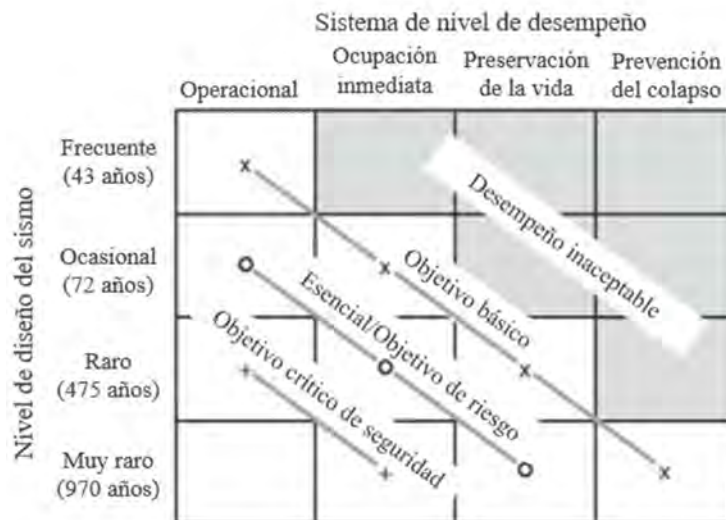 Sistema de nivel de desempeño
Operacional
Ocupación
inmediata
Preservación
de la vida
Prevención
del colapso
Nivel de diseño del sismo
Frecuente
(43 años)
Ocasional
(72 años)
Raro
(475 años)
Muy raro
(970 años)
Desempeño inaceptable
Objetivo básico
Esencial/Objetivo de riesgo
Objetivo crítico de seguridad